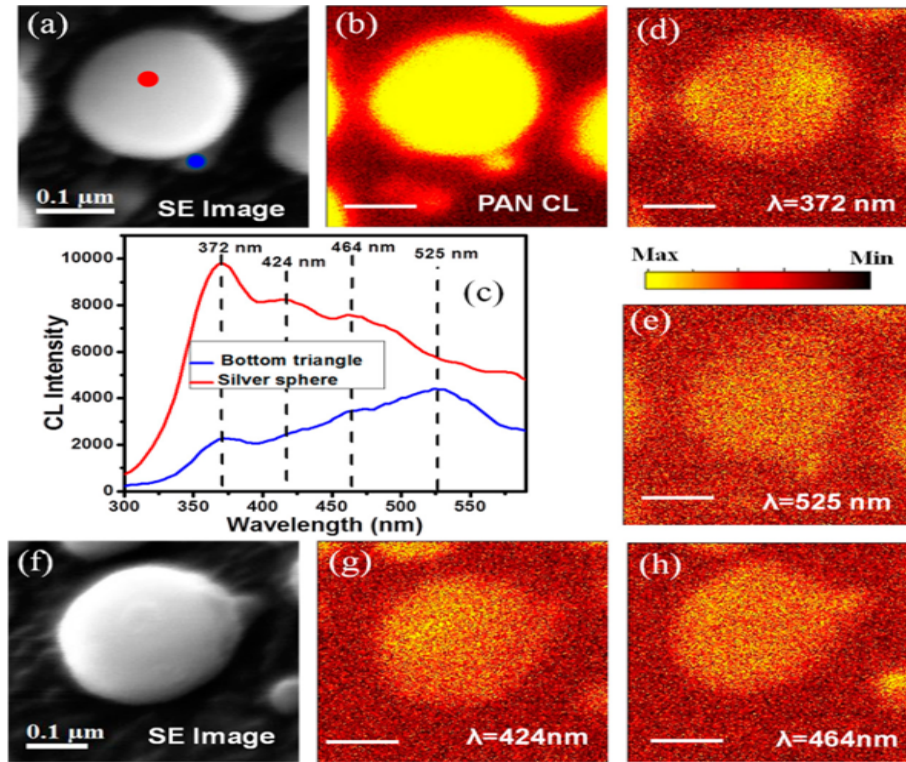 (a)
0.1 µm
SE Image
(b)
PAN CL
(d)
λ=372 nm
372 nm
424 nm
464 nm
525 nm
(c)
CL Intensity
10000
8000
6000
4000
2000
0
Bottom triangle
Silver sphere
300 350 400 450 500 550
Wavelength (nm)
Max Min
(e)
λ=525 nm
(f)
0.1 µm
SE Image
(g)
λ=424nm
(h)
λ=464nm